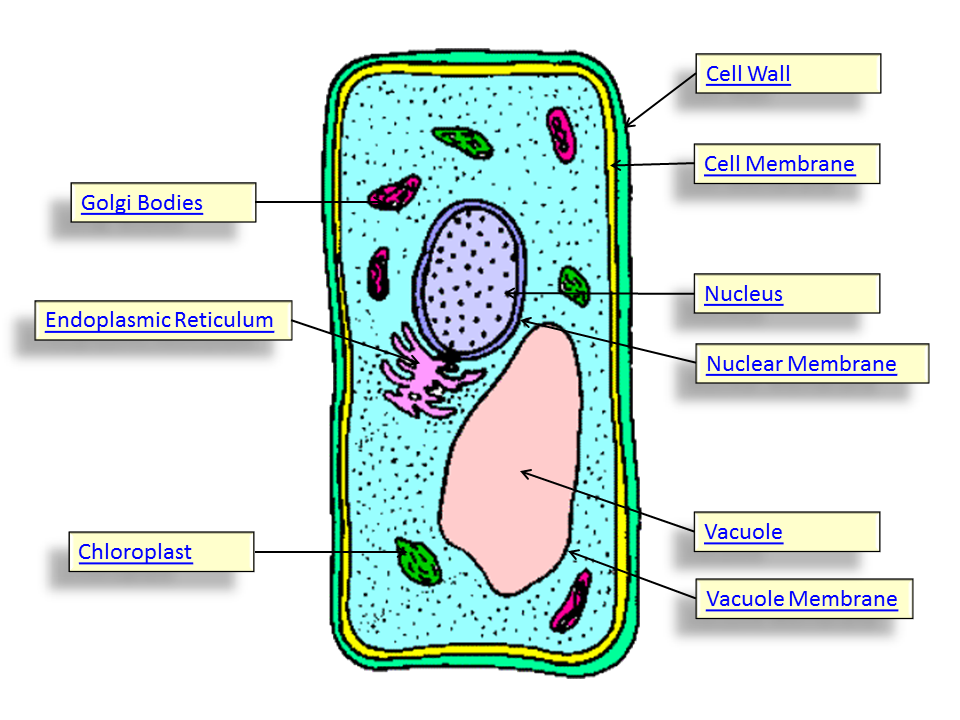 Cell Wall
Cell Membrane
Golgi Bodies
Nucleus
Endoplasmic Reticulum
Nuclear Membrane
Vacuole
Chloroplast
Vacuole Membrane